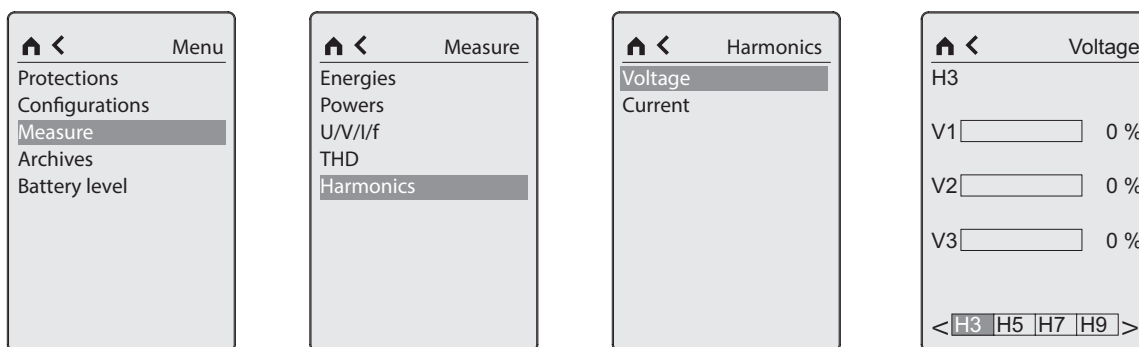 Menu
Protections
Configurations
Measure
Archives
Battery level
Measure
Energies
Powers
U/V/I/f
THD
Harmonics
Harmonics
Voltage
Current
Voltage
H3
V1 0 %
V2 0 %
V3 0 %
< H3 H5 H7 H9 >